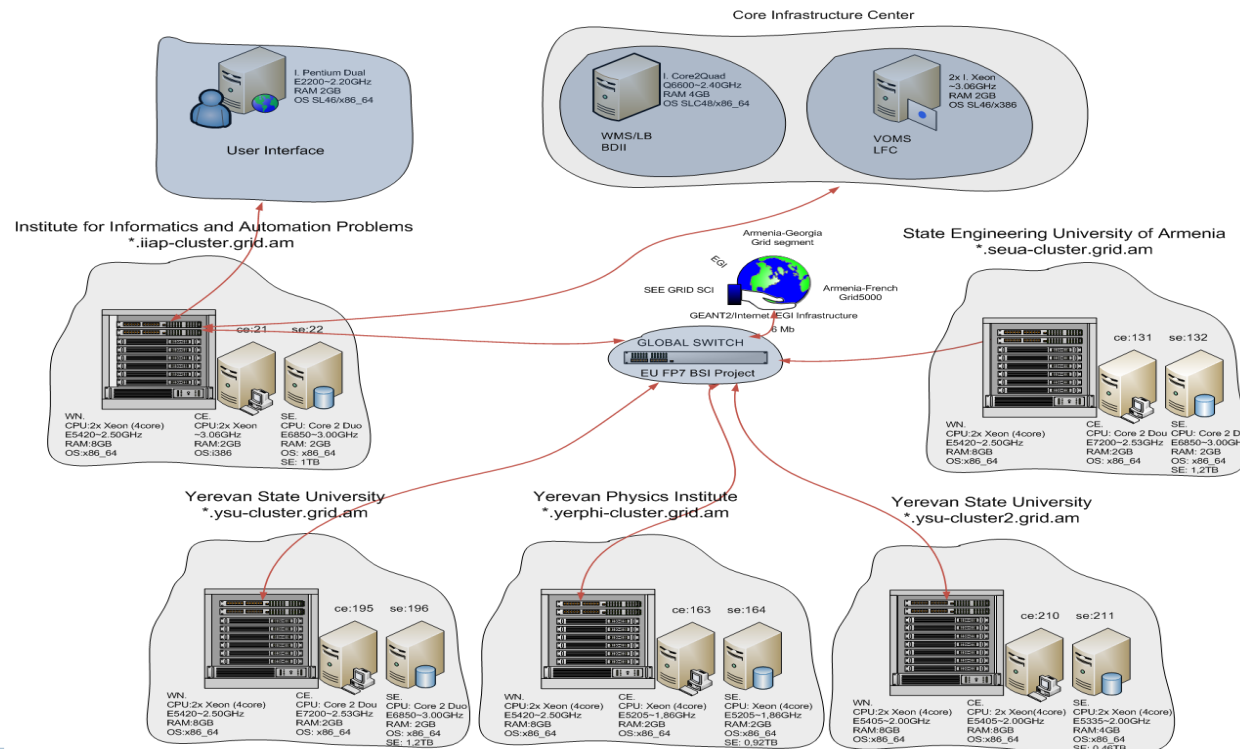 Core Infrastructure Center
I. Pentium Dual
E2200~2.20GHz
RAM 2GB
OS SL46/x86_64
User Interface
I. Core2Quad
Q6600~2.40GHz
RAM 4GB
OS SLC48/x86_64
WMS/LB
BDII
2x I. Xeon
~3.06GHz
RAM 2GB
OS SL46/x386
VOMS
LFC
Institute for Informatics and Automation Problems
*.iiap-cluster.grid.am
ce:21
se:22
WN.
CPU:2x Xeon (4core)
E5420~2.50GHz
RAM:8GB
OS:x86_64
CE.
CPU:2x Xeon
~3.06GHz
RAM:2GB
OS:i386
SE.
CPU: Core 2 Duo
E6850~3.00GHz
RAM: 2GB
OS: x86_64
SE: 1TB
Armenia-Georgia
Grid segment
EGI
SEE GRID SCI
Armenia-French
Grid5000
GEANT2/Internet/EGI Infrastructure
6 Mb
GLOBAL SWITCH
EU FP7 BSI Project
State Engineering University of Armenia
*.seua-cluster.grid.am
ce:131
se:132
WN.
CPU:2x Xeon (4core)
E5420~2.50GHz
RAM:8GB
OS:x86_64
CE.
CPU: Core 2 Dou
E7200~2.53GHz
RAM:2GB
OS: x86_64
SE.
CPU: Core 2 D
E6850~3.00GH
RAM: 2GB
OS: x86_64
SE: 1,2TB
Yerevan State University
*.ysu-cluster.grid.am
ce:195
se:196
WN.
CPU:2x Xeon (4core)
E5420~2.50GHz
RAM:8GB
OS:x86_64
CE.
CPU: Core 2 Dou
E7200~2.53GHz
RAM:2GB
OS: x86_64
SE.
CPU: Core 2 Duo
E6850~3.00GHz
RAM: 2GB
OS: x86_64
SE: 1,2TB
Yerevan Physics Institute
*.yerphi-cluster.grid.am
ce:163
se:164
WN.
CPU:2x Xeon (4core)
E5420~2.50GHz
RAM:8GB
OS:x86_64
CE.
CPU: Xeon (4core)
E5205~1,86GHz
RAM:2GB
OS:x86_64
SE.
CPU: Xeon (4core)
E5205~1,86GHz
RAM:2GB
OS:x86_64
SE: 0,92TB
Yerevan State University
*.ysu-cluster2.grid.am
ce:210
se:211
WN.
CPU:2x Xeon (4core)
E5405~2.00GHz
RAM:8GB
OS:x86_64
CE.
CPU: 2x Xeon(4core)
E5405~2.00GHz
RAM:8GB
OS:x86_64
SE.
CPU:2x Xeon (4core)
E5335~2.00GHz
RAM:4GB
OS:x86_64
SE: 0,46TB